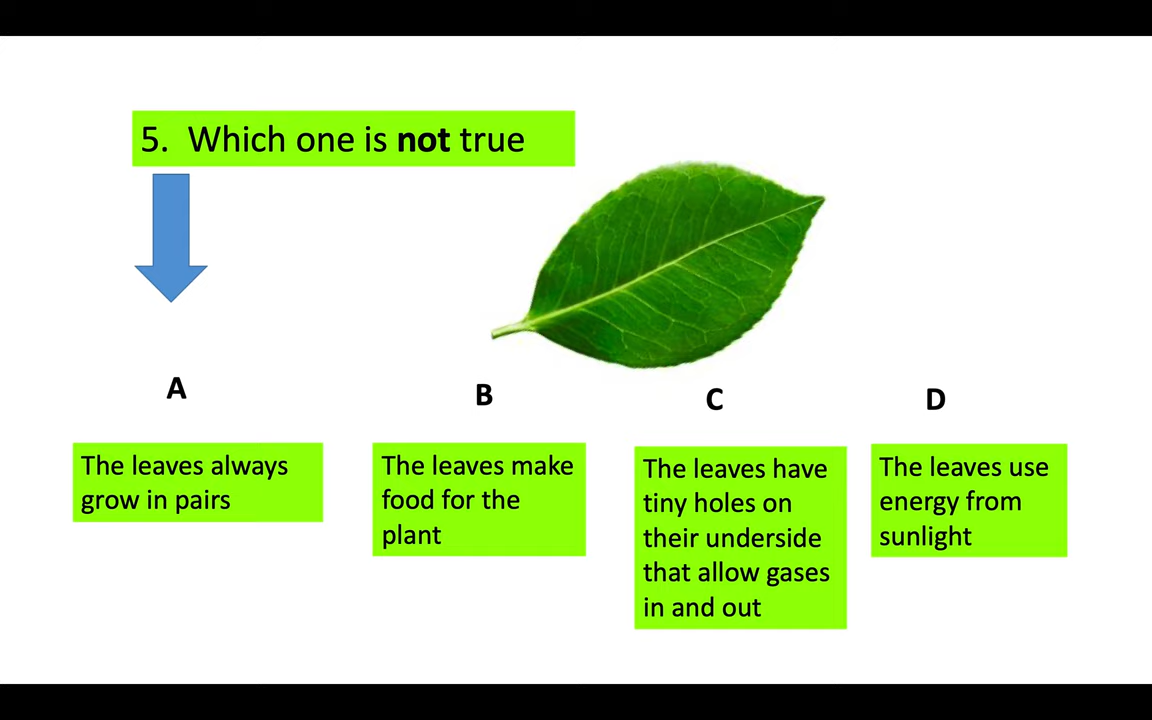 5. Which one is not true
A
B
C
D
The leaves always
grow in pairs
The leaves make
food for the
plant
The leaves have
tiny holes on
their underside
that allow gases
in and out
The leaves use
energy from
sunlight